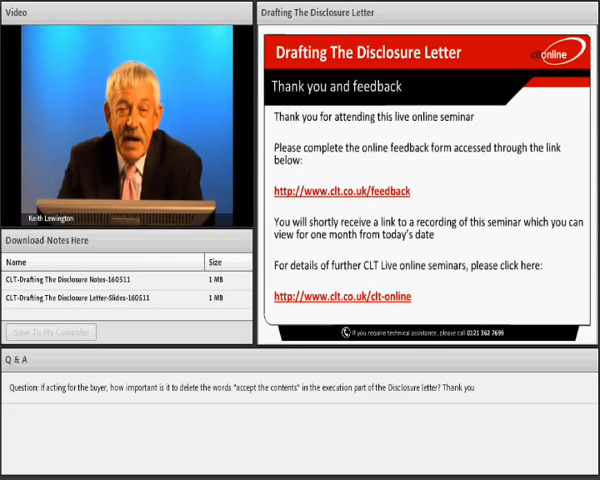 Video
Keith Lewington
Download Notes Here
Name Size
CLT-Drafting The Disclosure Notes-160511 1 MB
CLT-Drafting The Disclosure Letter-Slides-160511 1 MB
Save To My Computer
Drafting The Disclosure Letter
Drafting The Disclosure Letter
cltonline
Thank you and feedback
Thank you for attending this live online seminar
Please complete the online feedback form accessed through the link
below:
http://www.clt.co.uk/feedback
You will shortly receive a link to a recording of this seminar which you can
view for one month from today's date
For details of further CLT Live online seminars, please click here:
http://www.clt.co.uk/clt-online
If you require technical assistance, please call 0121 362 7699
Q & A
Question: If acting for the buyer, how important is it to delete the words "accept the contents" in the execution part of the Disclosure letter? Thank you